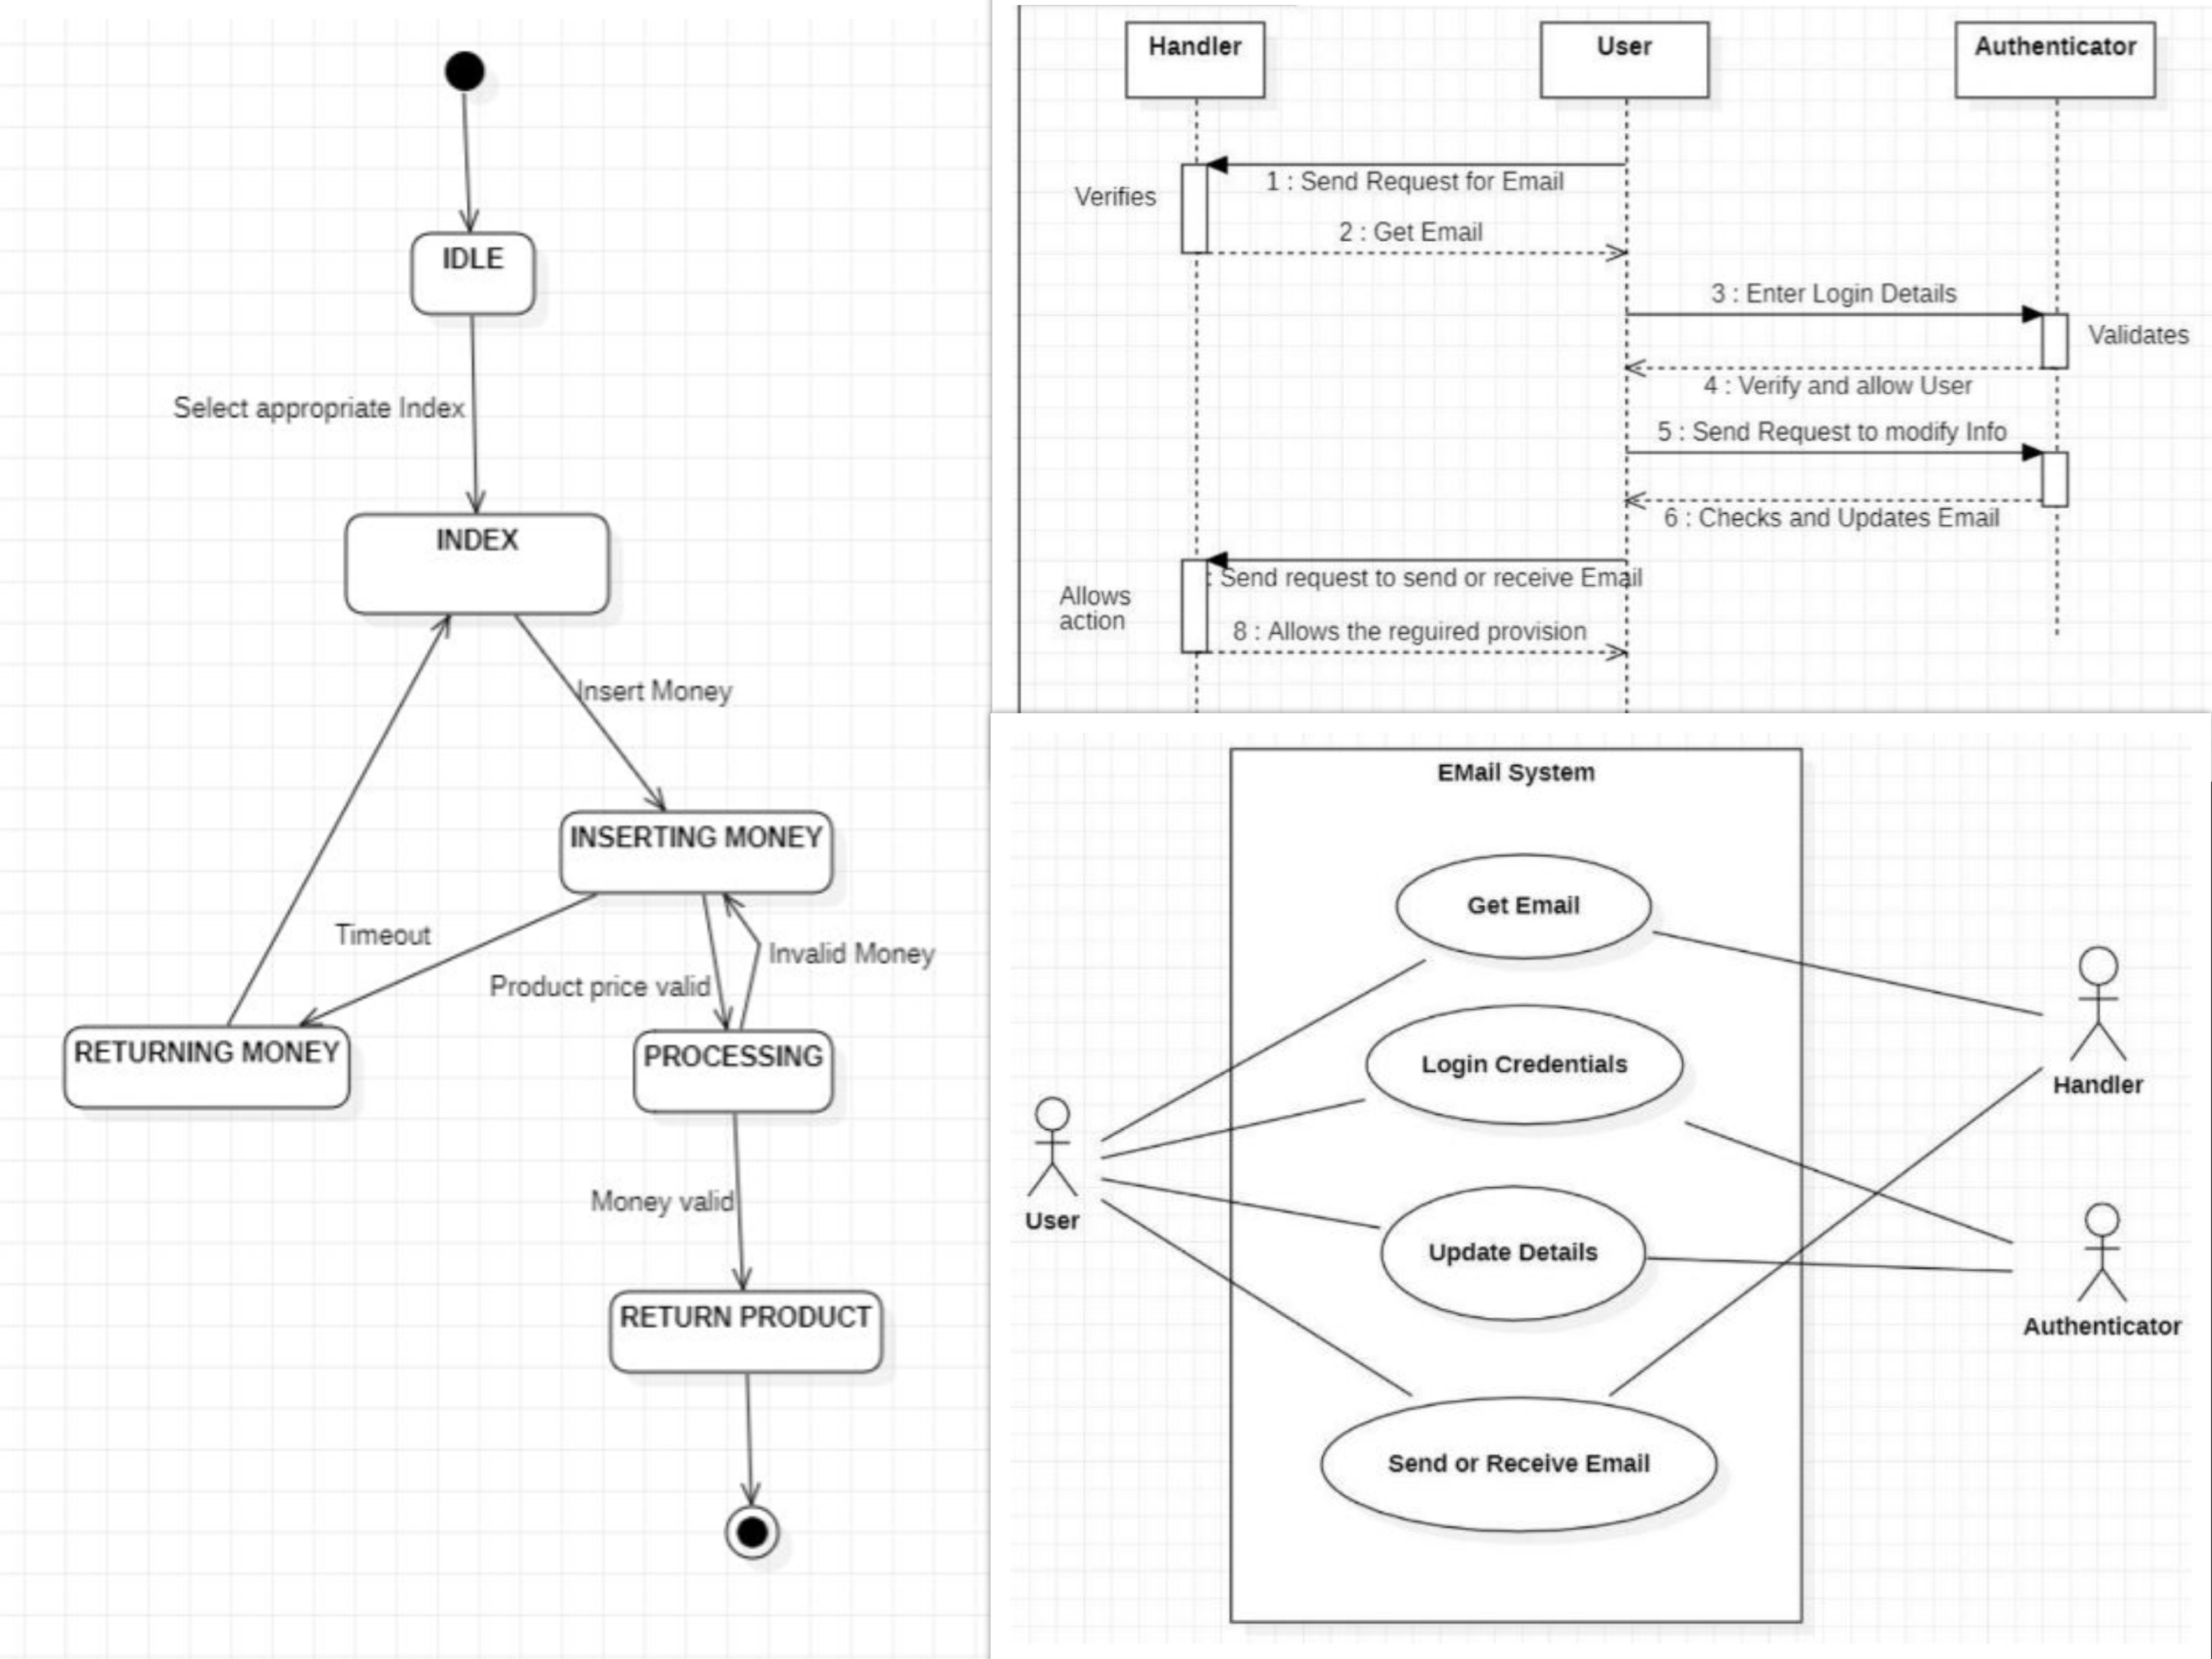 IDLE
Select appropriate Index
INDEX
Insert Money
INSERTING MONEY
Timeout
Invalid Money
Product price valid
RETURNING MONEY
PROCESSING
Money valid
RETURN PRODUCT
Handler
User
Authenticator
1 : Send Request for Email
Verifies
2 : Get Email
3 : Enter Login Details
Validates
4 : Verify and allow User
5 : Send Request to modify Info
6 : Checks and Updates Email
: Send request to send or receive Email
Allows
action
8 : Allows the reguired provision
EMail System
Get Email
Login Credentials
Update Details
Send or Receive Email
User
Handler
Authenticator